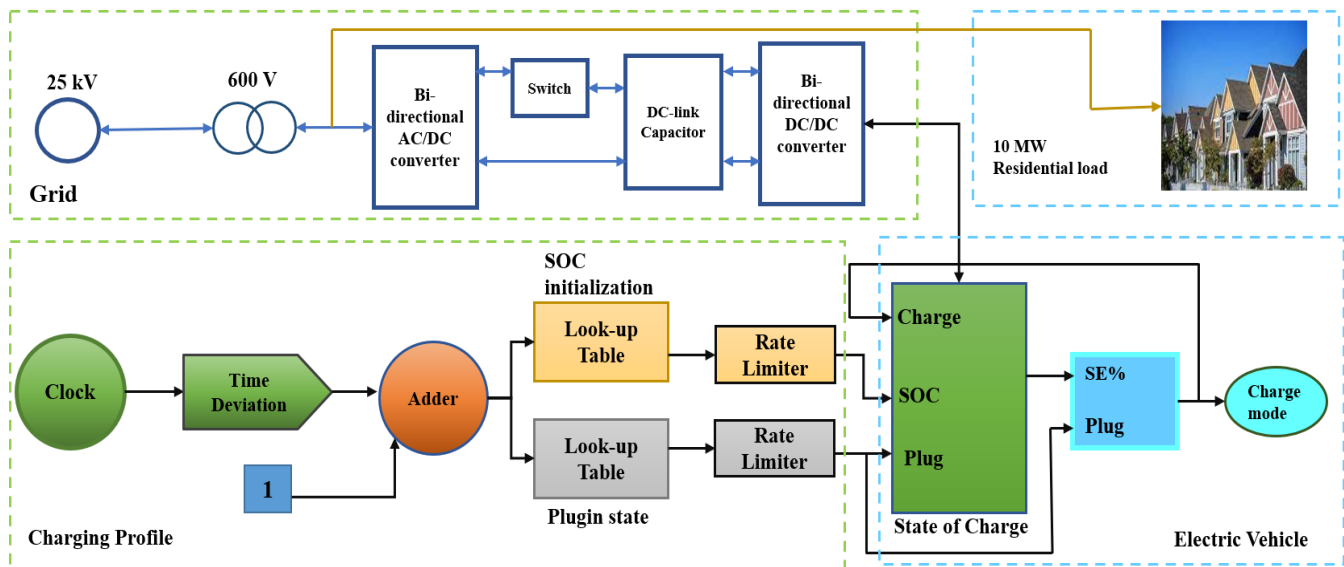 25 kV
600 V
Bi-
directional
AC/DC
converter
Switch
DC-link
Capacitor
Bi-
directional
DC/DC
converter
10 MW
Residential load
Grid
SOC
initialization
Look-up
Table
Rate
Limiter
Charge
Clock
Time
Deviation
Adder
SOC
SE%
Charge
mode
Look-up
Table
Rate
Limiter
Plug
Plug
1
Plugin state
State of Charge
Charging Profile
Electric Vehicle